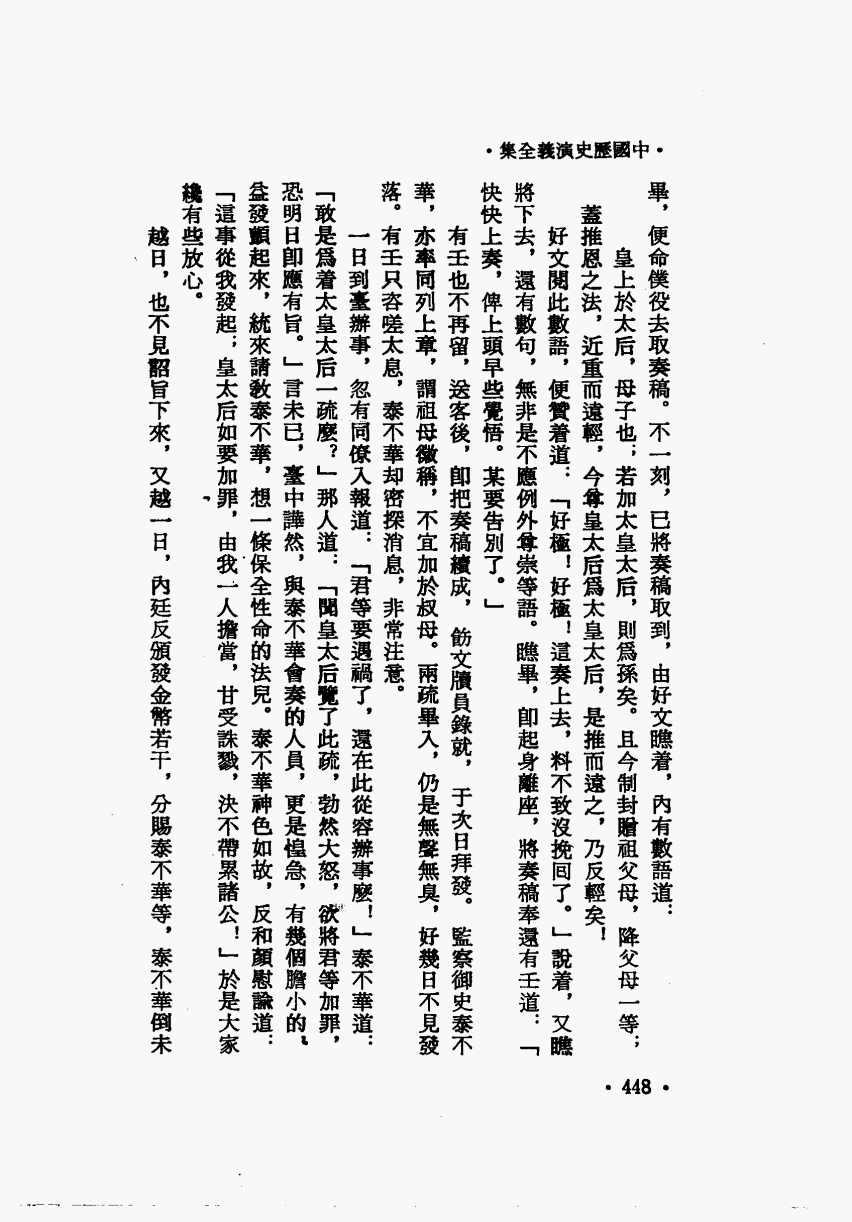 •中國歷史演義全集•
畢，便命僕役去取奏稿。不一刻，已將奏稿取到，由好文瞧着，內有數語道：
皇上於太后，母子也；若加太皇太后，則爲孫矣。且今制封贈祖父母，降父母一等；
蓋推恩之法，近重而遠輕，今尊皇太后爲太皇太后，是推而遠之，乃反輕矣！
好文閱此數語，便贊着道：「好極！好極！這奏上去，料不致沒挽回了。」說着，又瞧
將下去，還有數句，無非是不應例外尊崇等語。瞧畢，卽起身離座，將奏稿奉還有壬道：「
快快上奏，俾上頭早些覺悟。某要告別了。」
有壬也不再留，送客後，卽把奏稿續成，飭文牘員錄就，于次日拜發。監察御史泰不
華，亦率同列上章，謂祖母徽稱，不宜加於叔母。兩疏畢入，仍是無聲無臭，好幾日不見發
落。有壬只咨嗟太息，泰不華却密探消息，非常注意。
一日到臺辦事，忽有同僚入報道：「君等要遇禍了，還在此從容辦事麼！」泰不華道：
「敢是爲着太皇太后一疏麼？」那人道：「聞皇太后覽了此疏，勃然大怒，欲將君等加罪，
恐明日卽應有旨。」言未已，臺中譁然，與泰不華會奏的人員，更是惶急，有幾個膽小的，
益發顫起來，統來請敎泰不華，想一條保全性命的法兒。泰不華神色如故，反和顏慰諭道：
「這事從我發起；皇太后如要加罪，由我一人擔當，甘受誅戮，決不帶累諸公！」於是大家
纔有些放心。
越日，也不見詔旨下來，又越一日，內廷反頒發金幣若干，分賜泰不華等，泰不華倒未
•448•